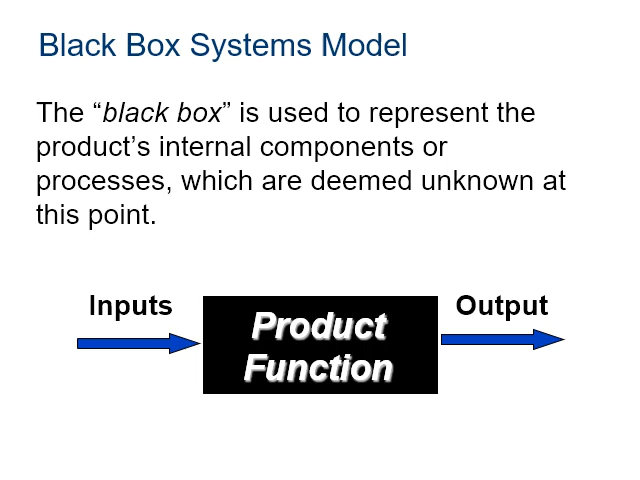 Black Box Systems Model
The “black box” is used to represent the
product’s internal components or
processes, which are deemed unknown at
this point.
Inputs
Product
Function
Output